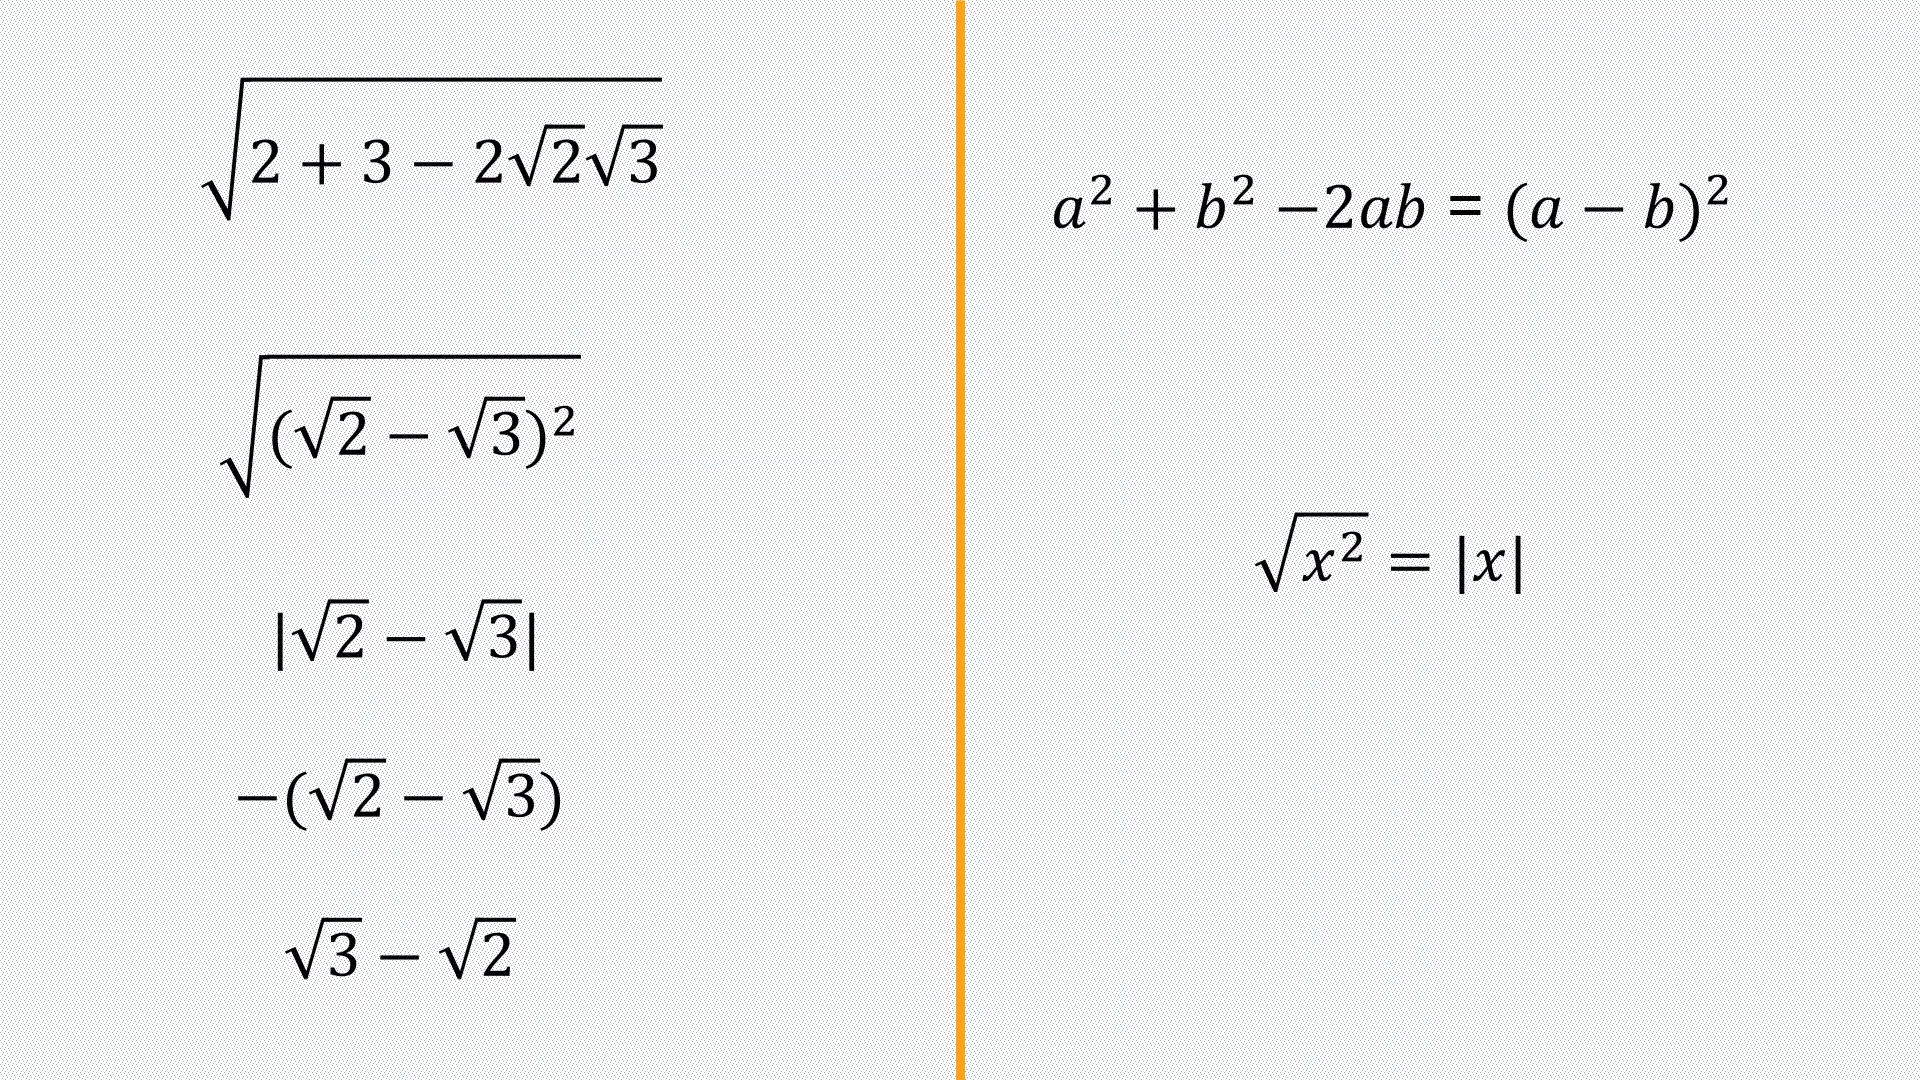 √(2 + 3 − 2√2√3)
√((√2 − √3)²)
|√2 − √3|
−(√2 − √3)
√3 − √2
a² + b² −2ab = (a − b)²
√x² = |x|